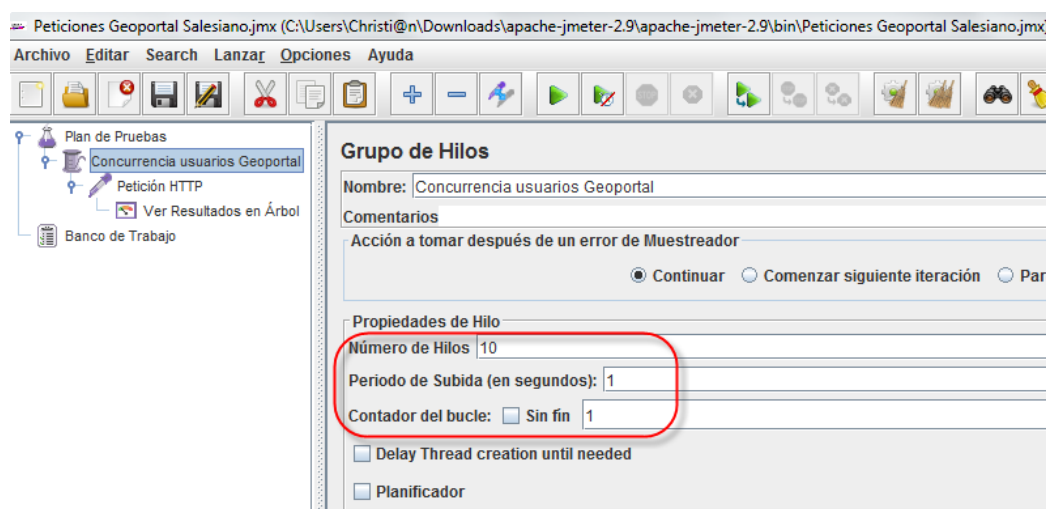 Peticiones Geoportal Salesiano.jmx (C:\Users\Christi@n\Downloads\apache-jmeter-2.9\apache-jmeter-2.9\bin\Peticiones Geoportal Salesiano.jmx)
Archivo Editar Search Lanzar Opciones Ayuda
Plan de Pruebas
Concurrencia usuarios Geoportal
Petición HTTP
Ver Resultados en Árbol
Banco de Trabajo
Grupo de Hilos
Nombre: Concurrencia usuarios Geoportal
Comentarios
Acción a tomar después de un error de Muestreador
Continuar Comenzar siguiente iteración Par
Propiedades de Hilo
Número de Hilos 10
Periodo de Subida (en segundos): 1
Contador del bucle: Sin fin 1
Delay Thread creation until needed
Planificador